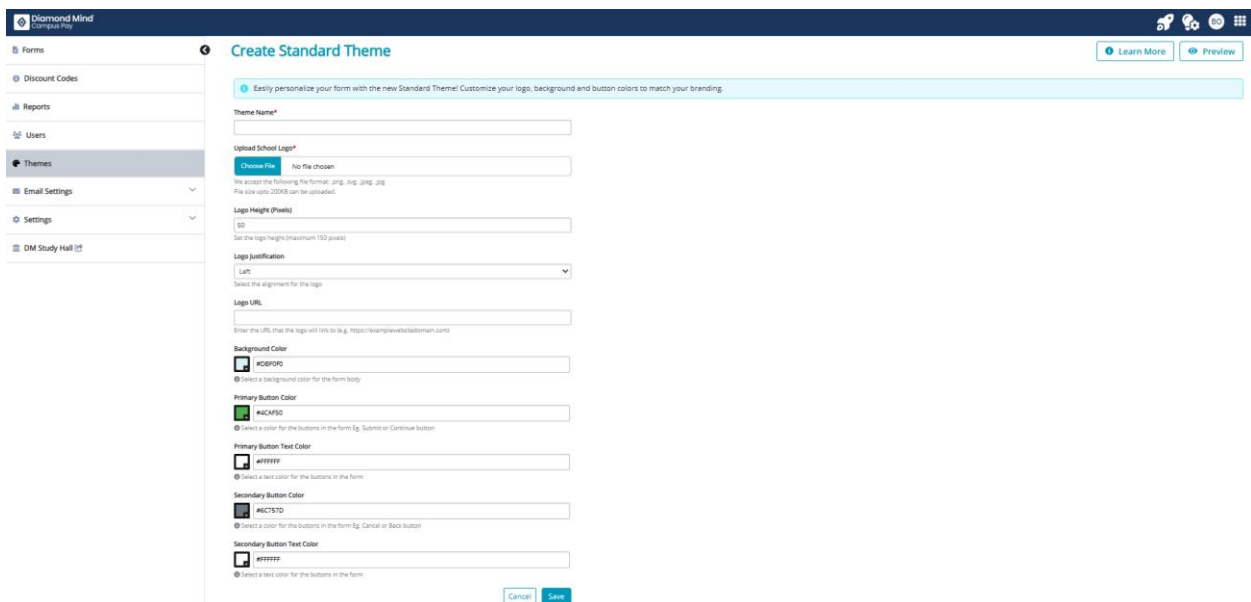 Diamond Mind
Campus Pay
BO
Forms
Discount Codes
Reports
Users
Themes
Email Settings
Settings
DM Study Hall
Create Standard Theme
Learn More
Preview
Easily personalize your form with the new Standard Theme! Customize your logo, background and button colors to match your branding.
Theme Name*
Upload School Logo*
Choose File No file chosen
We accept the following file format: .png, .svg, .jpeg, .jpg
File size upto 200KB can be uploaded.
Logo Height (Pixels)
50
Set the logo height (maximum 150 pixels)
Logo Justification
Left
Select the alignment for the logo
Logo URL
Enter the URL that the logo will link to (e.g. https://examplewebsitedomain.com)
Background Color
#DBF0F0
Select a background color for the form body
Primary Button Color
#4CAF50
Select a color for the buttons in the form Eg. Submit or Continue button
Primary Button Text Color
#FFFFFF
Select a text color for the buttons in the form
Secondary Button Color
#6C757D
Select a color for the buttons in the form Eg. Cancel or Back button
Secondary Button Text Color
#FFFFFF
Select a text color for the buttons in the form
Cancel Save